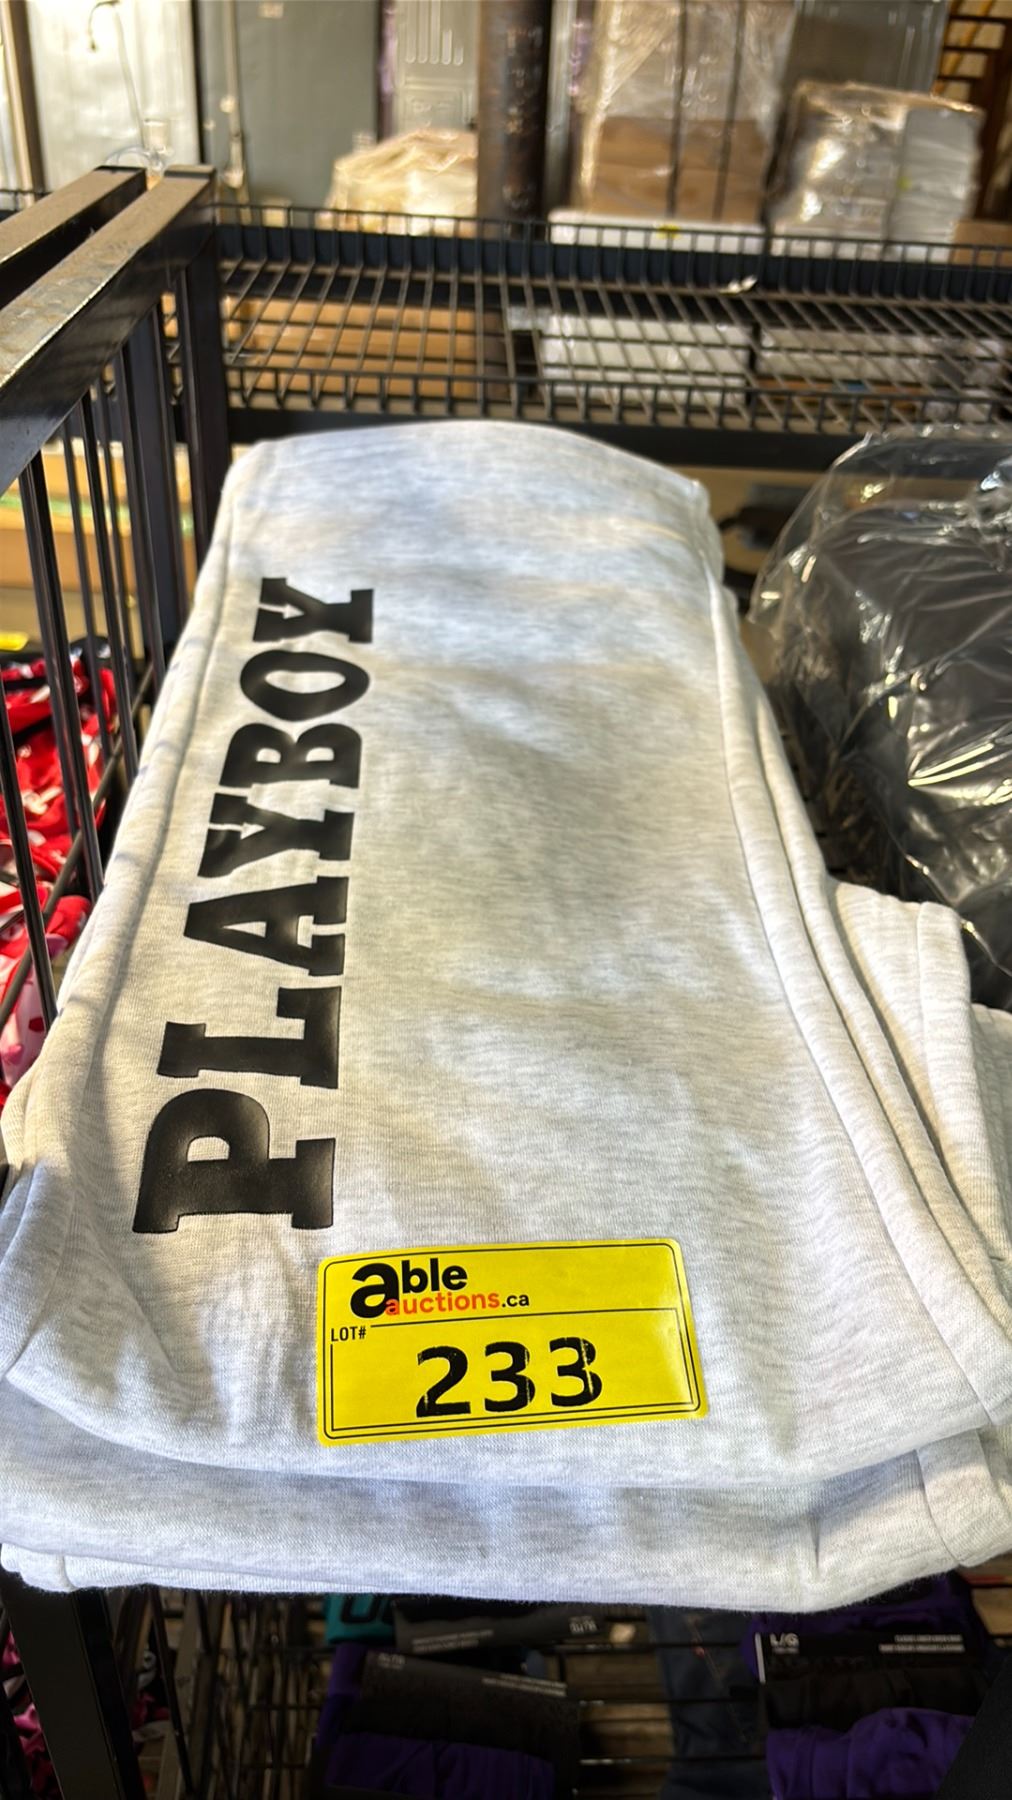 PLAYBOY
able
auctions.ca
LOT#
233
L/G